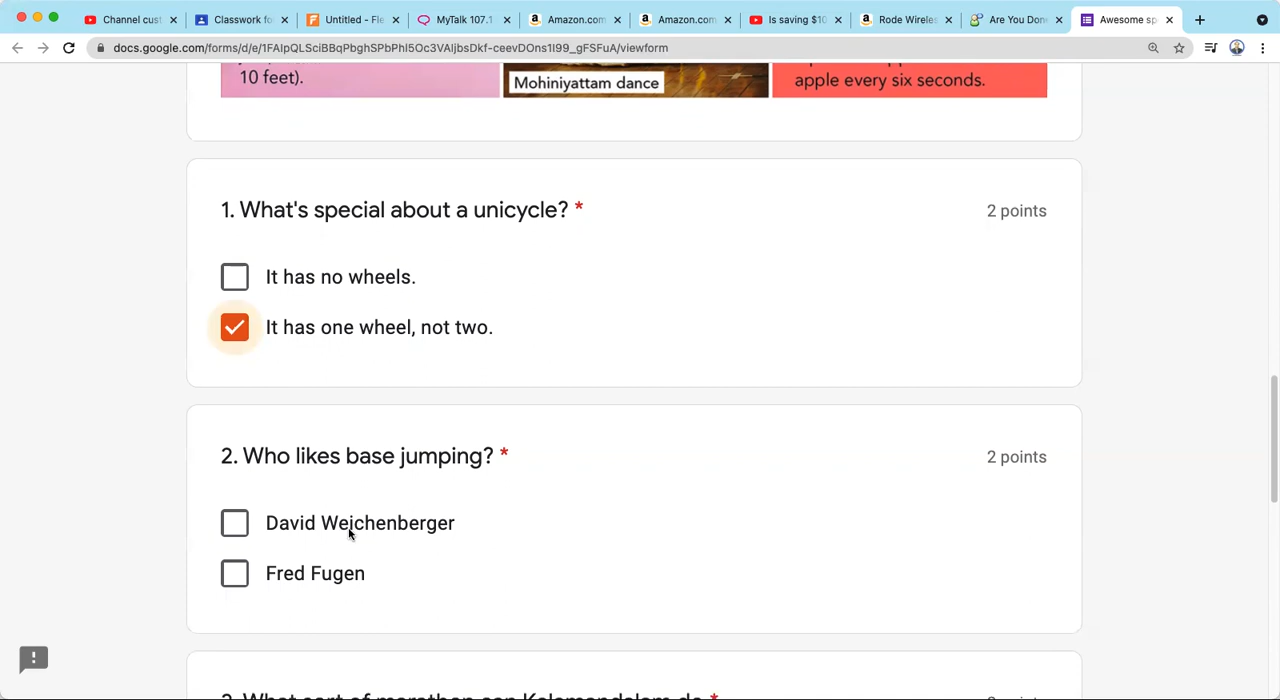 Channel cust
Classwork fo
Untitled - Fle
MyTalk 107.1
Amazon.com
Amazon.com
Is saving $10
Rode Wireles
Are You Done
Awesome sp
docs.google.com/forms/d/e/1FAIpQLSciBBqPbghSPbPhI5Oc3VAljbsDkf-ceevDOns1I99_gFSFuA/viewform
10 feet).
Mohiniyattam dance
apple every six seconds.
1. What's special about a unicycle? *
2 points
It has no wheels.
It has one wheel, not two.
2. Who likes base jumping? *
2 points
David Weichenberger
Fred Fugen